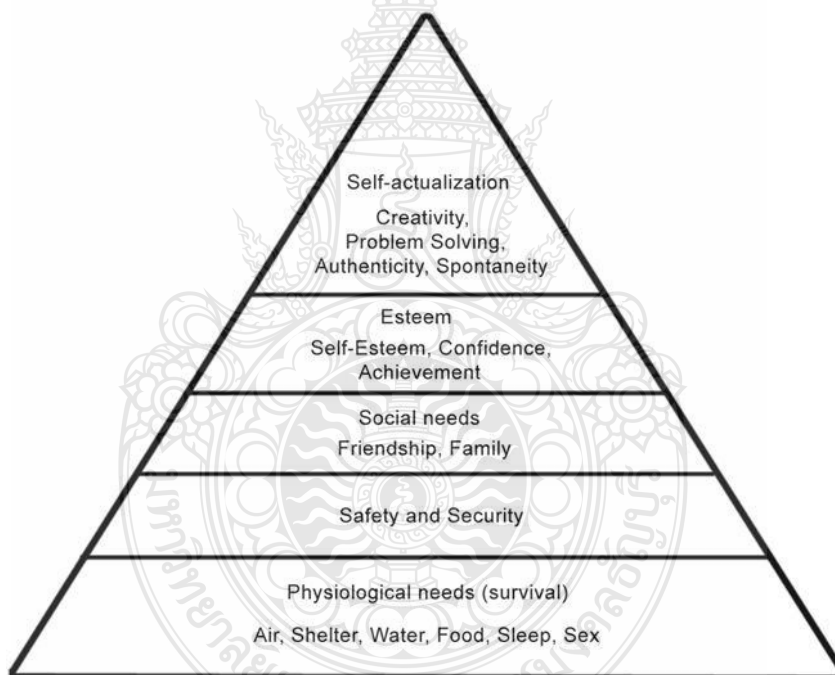 Self-actualization
Creativity,
Problem Solving,
Authenticity, Spontaneity
Esteem
Self-Esteem, Confidence,
Achievement
Social needs
Friendship, Family
Safety and Security
Physiological needs (survival)
Air, Shelter, Water, Food, Sleep, Sex